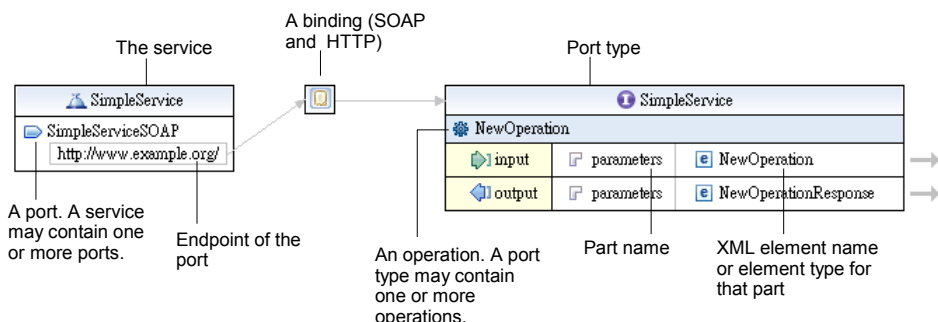 A binding (SOAP
and HTTP)
The service
Port type
SimpleService
SimpleService
SimpleServiceSOAP
http://www.example.org/
NewOperation
input
parameters
NewOperation
output
parameters
NewOperationResponse
A port. A service
may contain one
or more ports.
Endpoint of the
port
An operation. A port
type may contain
one or more
operations.
Part name
XML element name
or element type for
that part